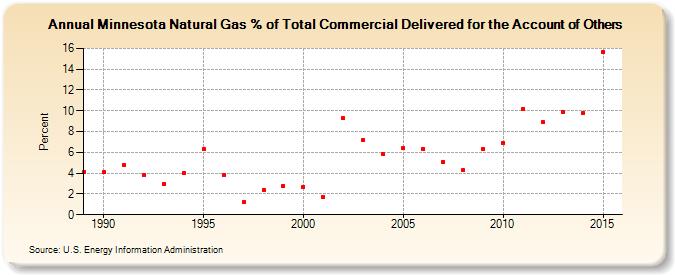 Annual Minnesota Natural Gas % of Total Commercial Delivered for the Account of Others
Percent
16
14
12
10
8
6
4
2
0
1990 1995 2000 2005 2010 2015
Source: U.S. Energy Information Administration